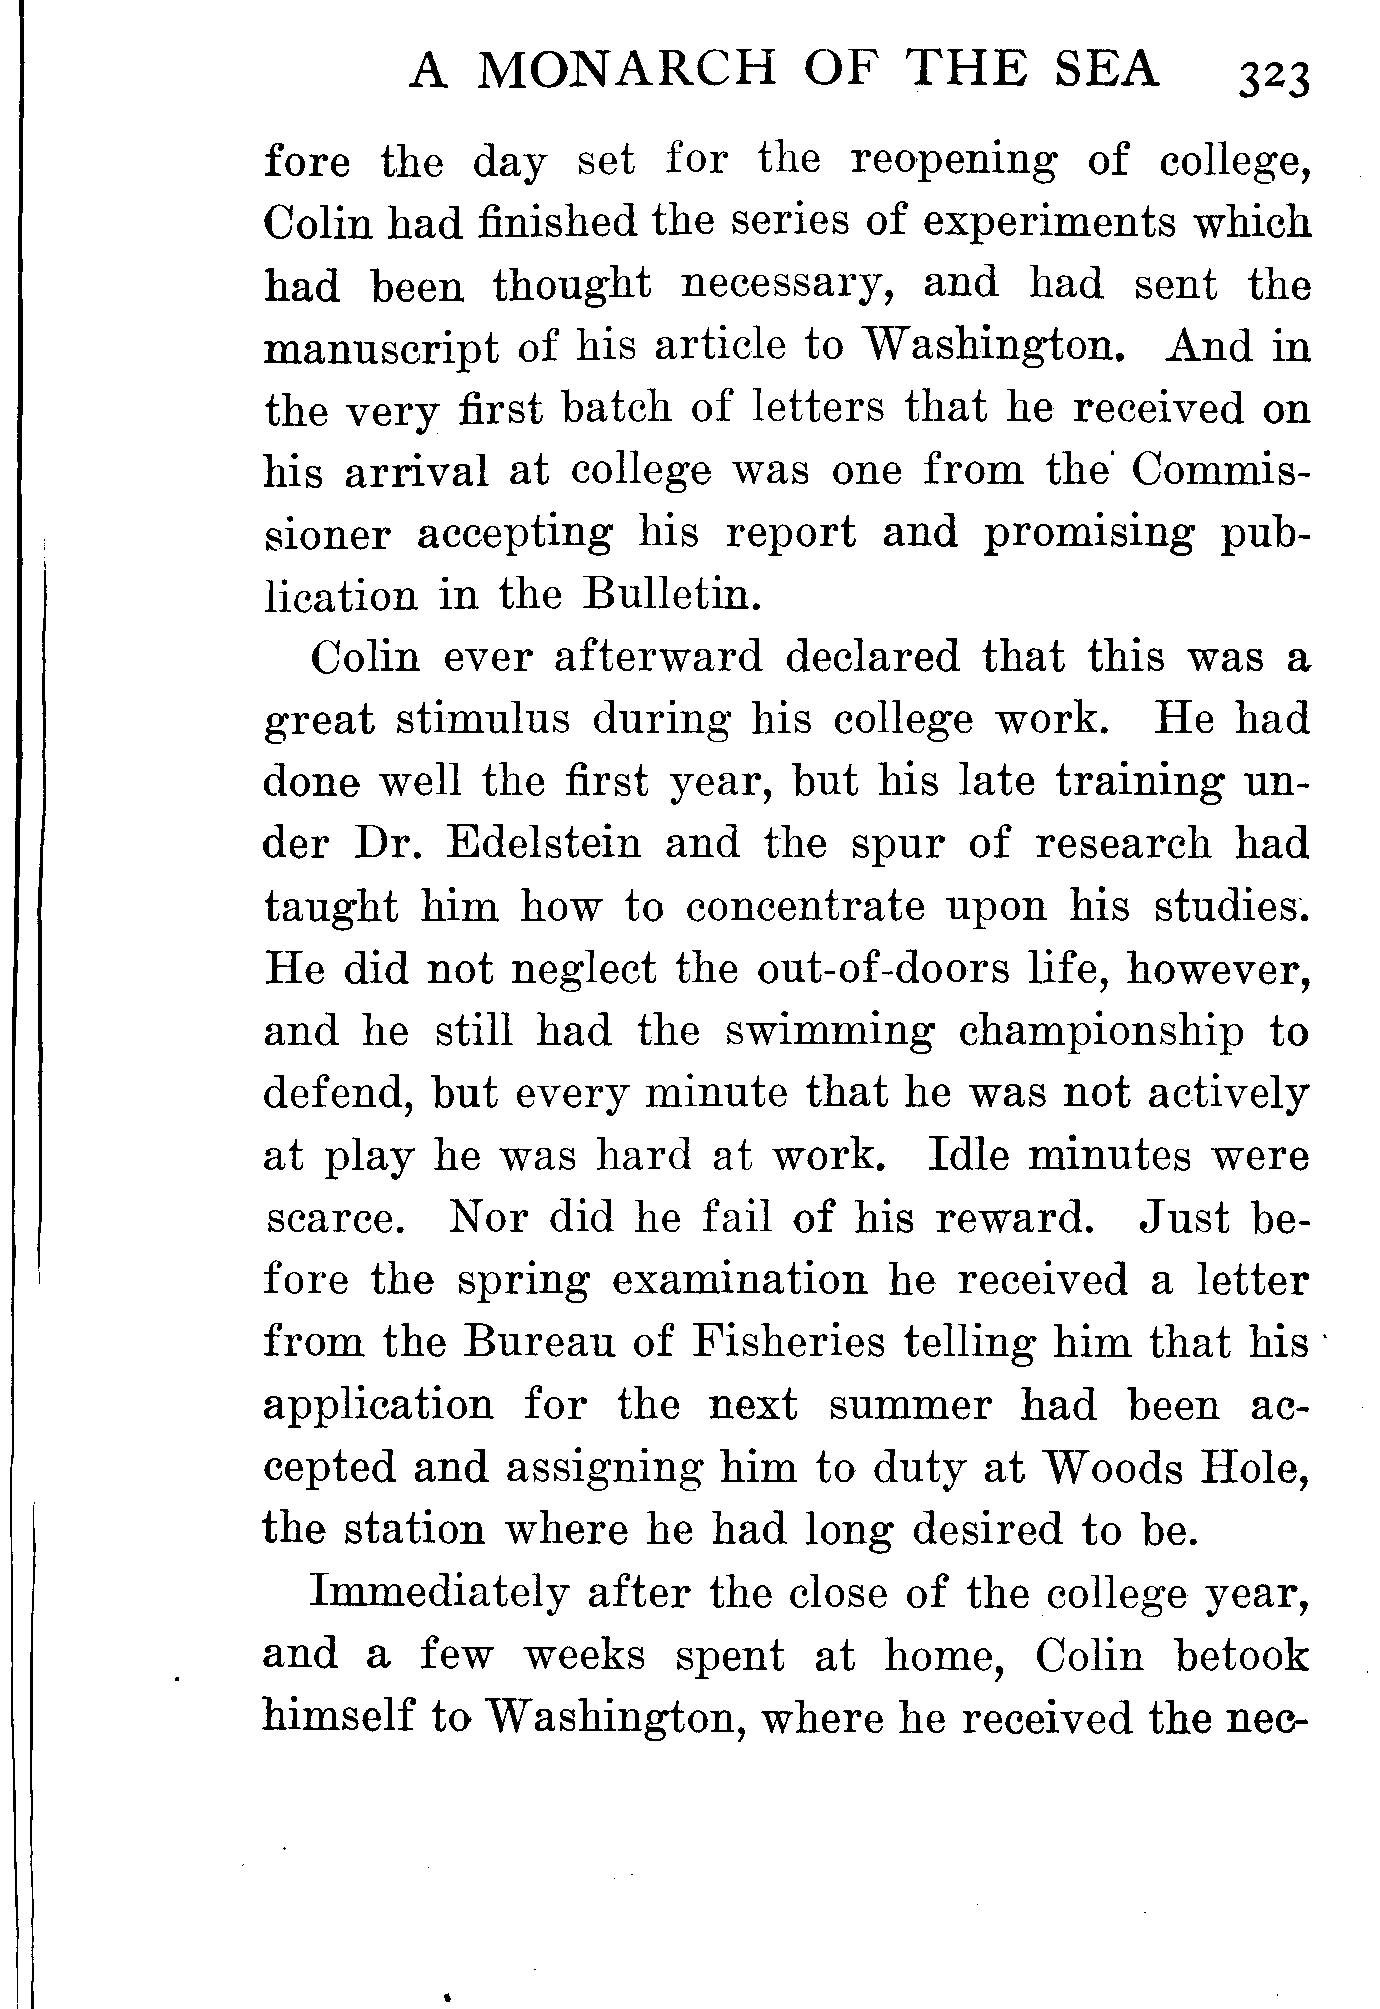 A MONARCH OF THE SEA 323
fore the day set for the reopening of college,
Colin had finished the series of experiments which
had been thought necessary, and had sent the
manuscript of his article to Washington. And in
the very first batch of letters that he received on
his arrival at college was one from the Commis-
sioner accepting his report and promising pub-
lication in the Bulletin.
Colin ever afterward declared that this was a
great stimulus during his college work. He had
done well the first year, but his late training un-
der Dr. Edelstein and the spur of research had
taught him how to concentrate upon his studies.
He did not neglect the out-of-doors life, however,
and he still had the swimming championship to
defend, but every minute that he was not actively
at play he was hard at work. Idle minutes were
scarce. Nor did he fail of his reward. Just be-
fore the spring examination he received a letter
from the Bureau of Fisheries telling him that his
application for the next summer had been ac-
cepted and assigning him to duty at Woods Hole,
the station where he had long desired to be.
Immediately after the close of the college year,
and a few weeks spent at home, Colin betook
himself to Washington, where he received the nec-